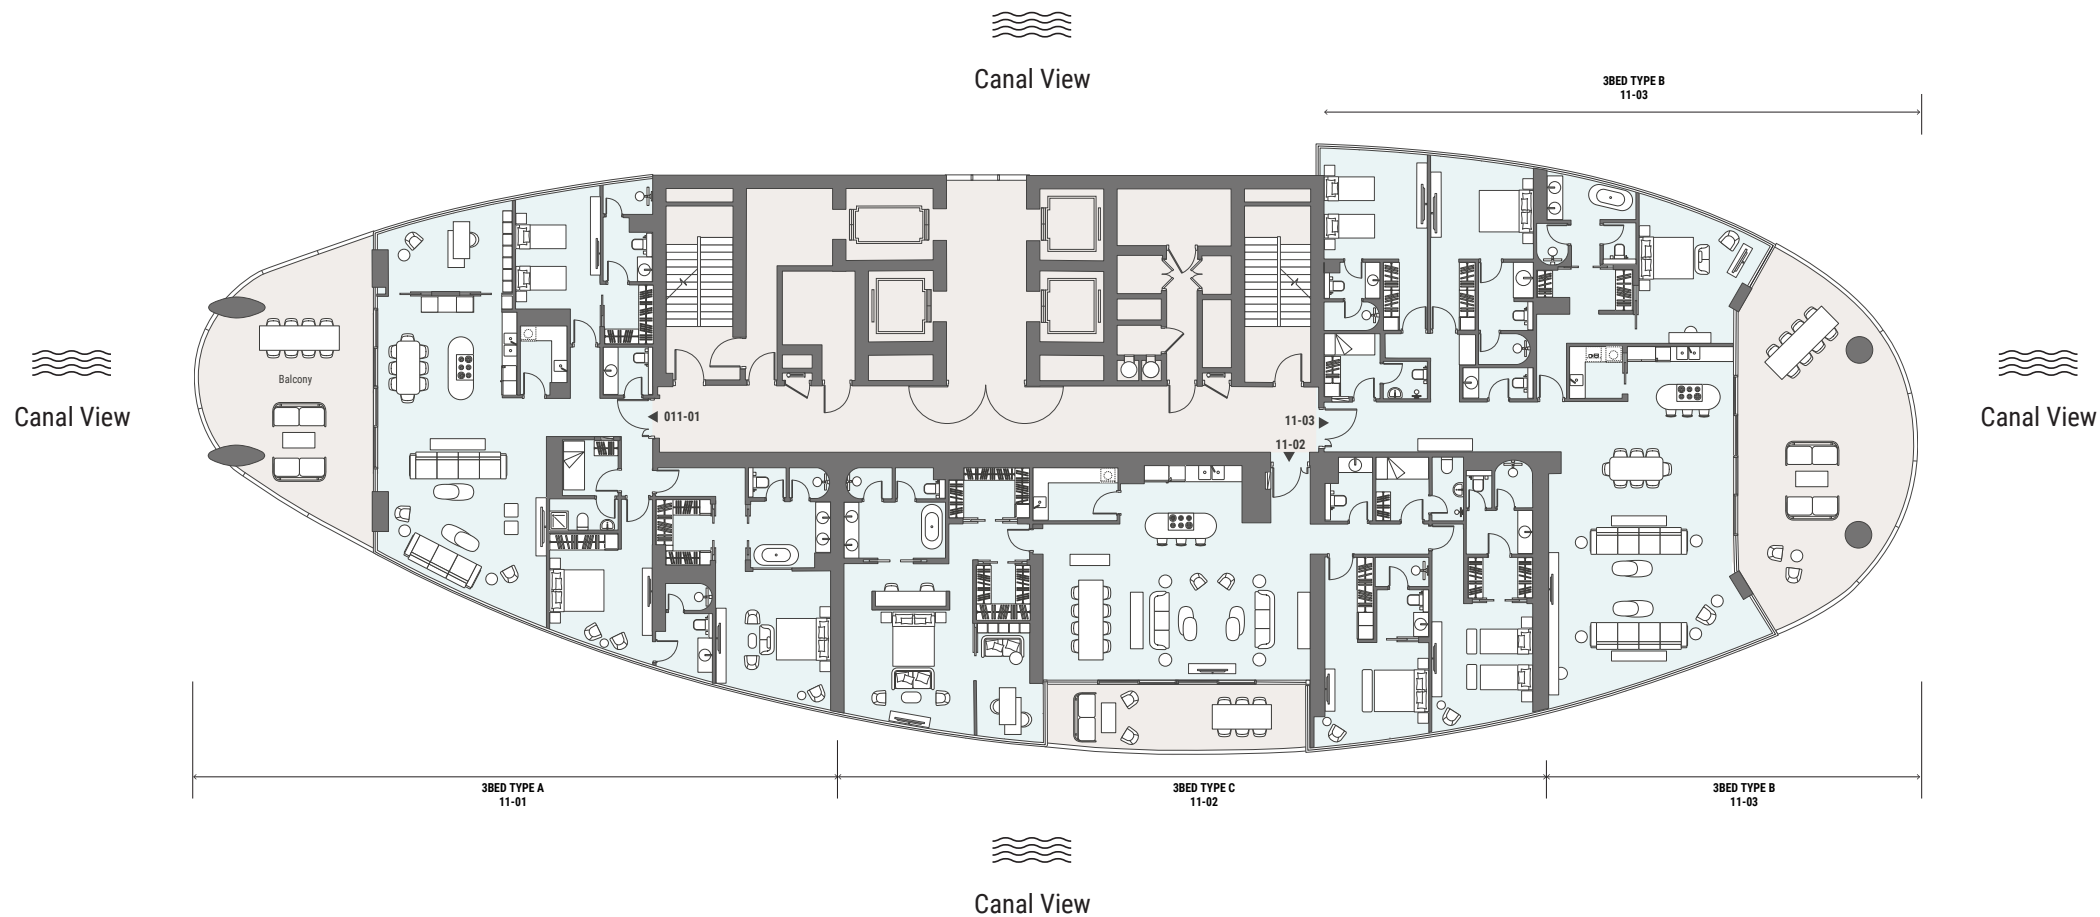 Canal View
3BED TYPE B
11-03
Canal View
Balcony
011-01
11-03
11-02
Canal View
3BED TYPE A
11-01
3BED TYPE C
11-02
3BED TYPE B
11-03
Canal View